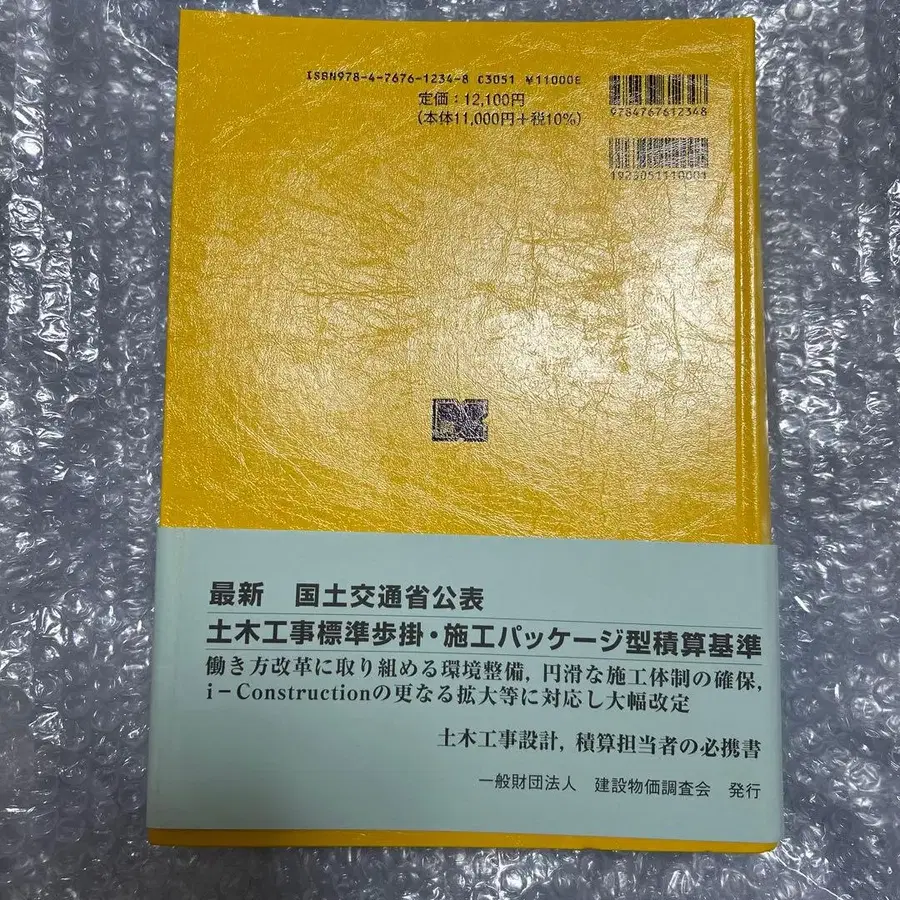 ISBN978-4-7676-1234-8 C3051 ¥11000E
定価:12,100円
(本体11,000円+税10%)
9784767612348
1923051110001
最新 国土交通省公表
土木工事標準歩掛・施工パッケージ型積算基準
働き方改革に取り組める環境整備,円滑な施工体制の確保,
i-Constructionの更なる拡大等に対応し大幅改定
土木工事設計,積算担当者の必携書
一般財団法人 建設物価調査会 発行